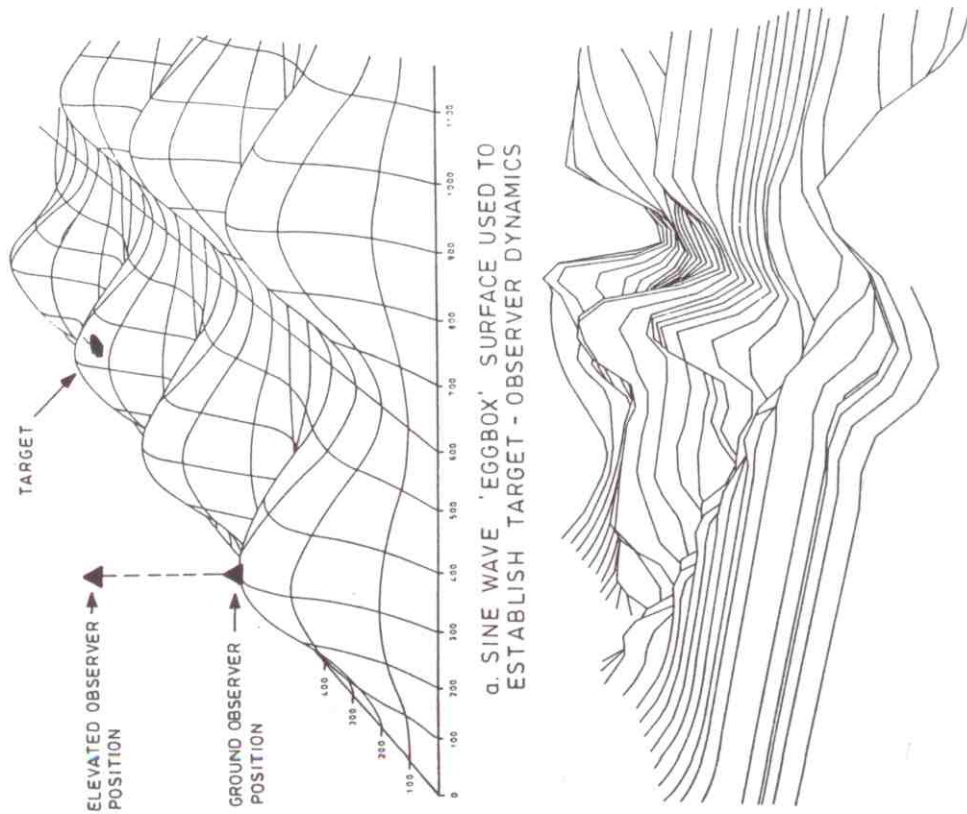 TARGET
ELEVATED OBSERVER
POSITION
GROUND OBSERVER
POSITION
400
300
200
100
0 100 200 300 400 500 600 700 800 900 1000 1100
a. SINE WAVE 'EGGBOX' SURFACE USED TO
ESTABLISH TARGET - OBSERVER DYNAMICS